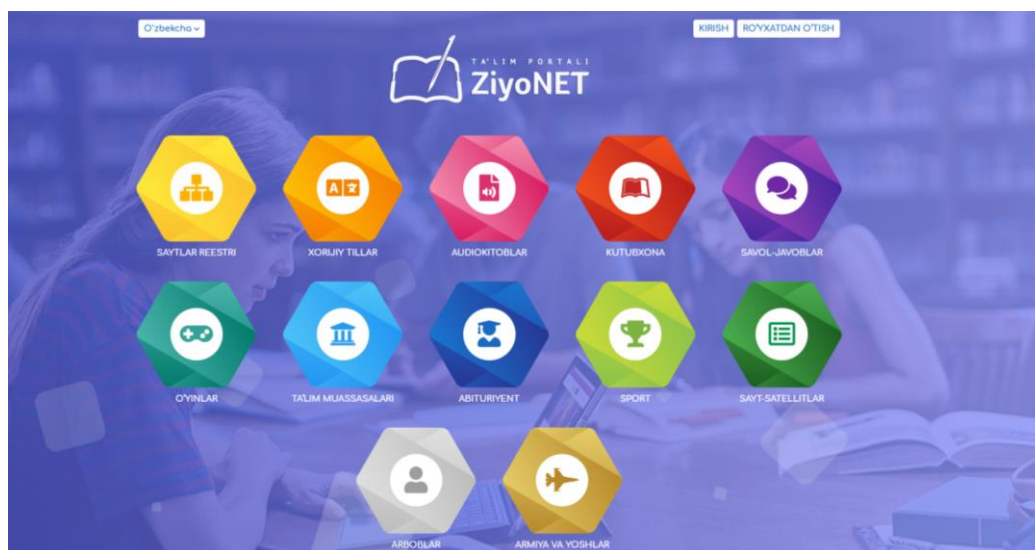 O'zbekcha
KIRISH RO'YXATDAN O'TISH
TA'LIM PORTALI
ZiyoNET
SAYTLAR REESTRI XORIJIY TILLAR AUDIOKITOBLAR KUTUBXONA SAVOL-JAVOBLAR
O'YINLAR TA'LIM MUASSASALARI ABITURIYENT SPORT SAYT-SATELLITLAR
ARBOBLAR ARMIYA VA YOSHLAR